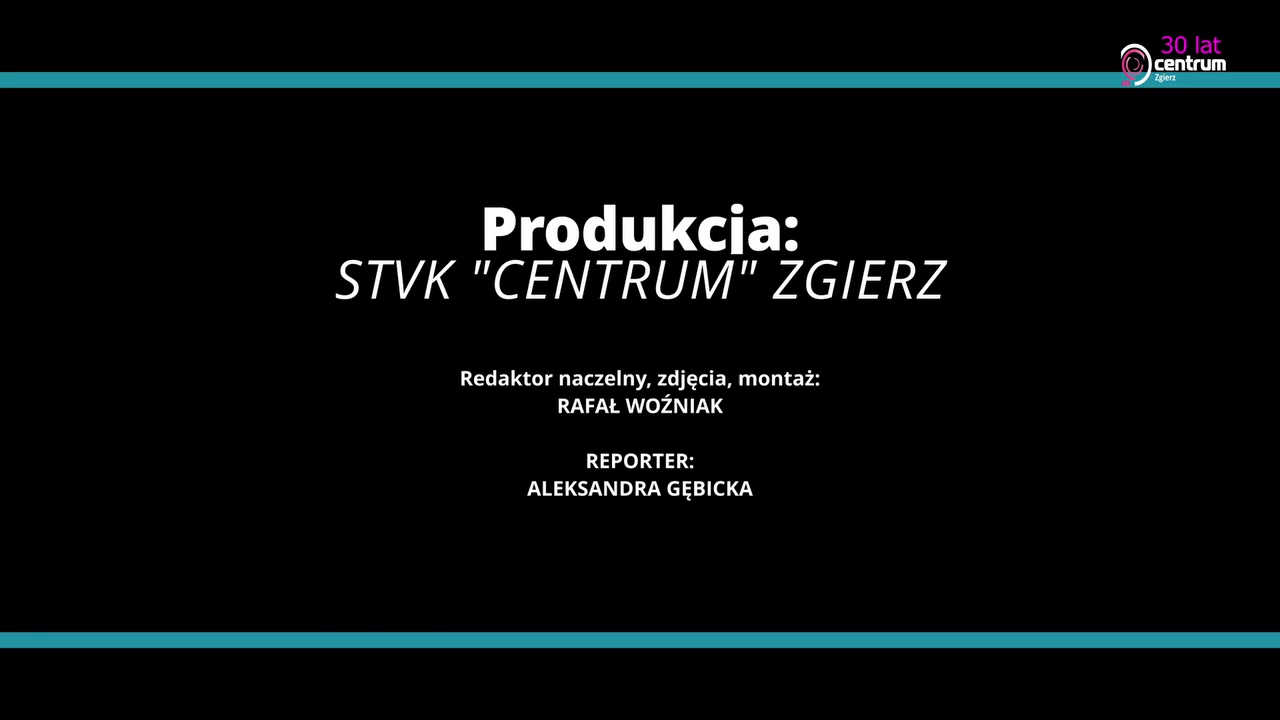 30 lat
centrum
Zgierz
Produkcja:
STVK "CENTRUM" ZGIERZ
Redaktor naczelny, zdjęcia, montaż:
RAFAŁ WOŹNIAK
REPORTER:
ALEKSANDRA GĘBICKA